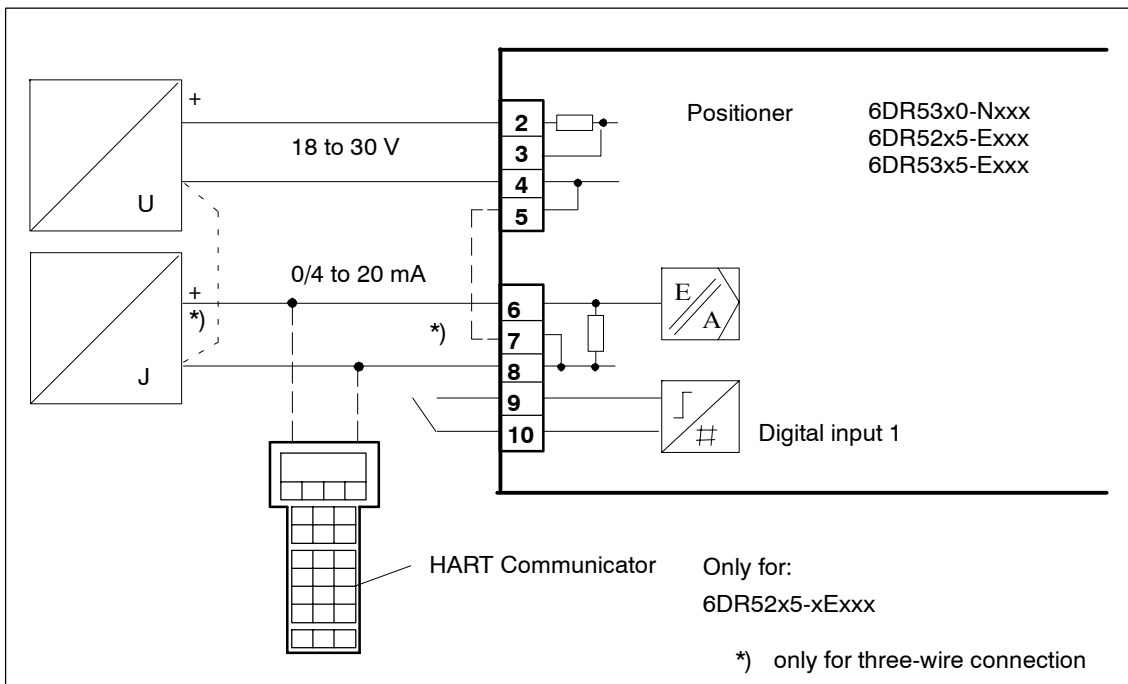 Positioner 6DR53x0-Nxxx
6DR52x5-Exxx
6DR53x5-Exxx
+
18 to 30 V
U
2
3
4
5
0/4 to 20 mA
+
*)
*)
J
6
7
8
9
10
E
A
#
Digital input 1
HART Communicator
Only for:
6DR52x5-xExxx
*) only for three-wire connection